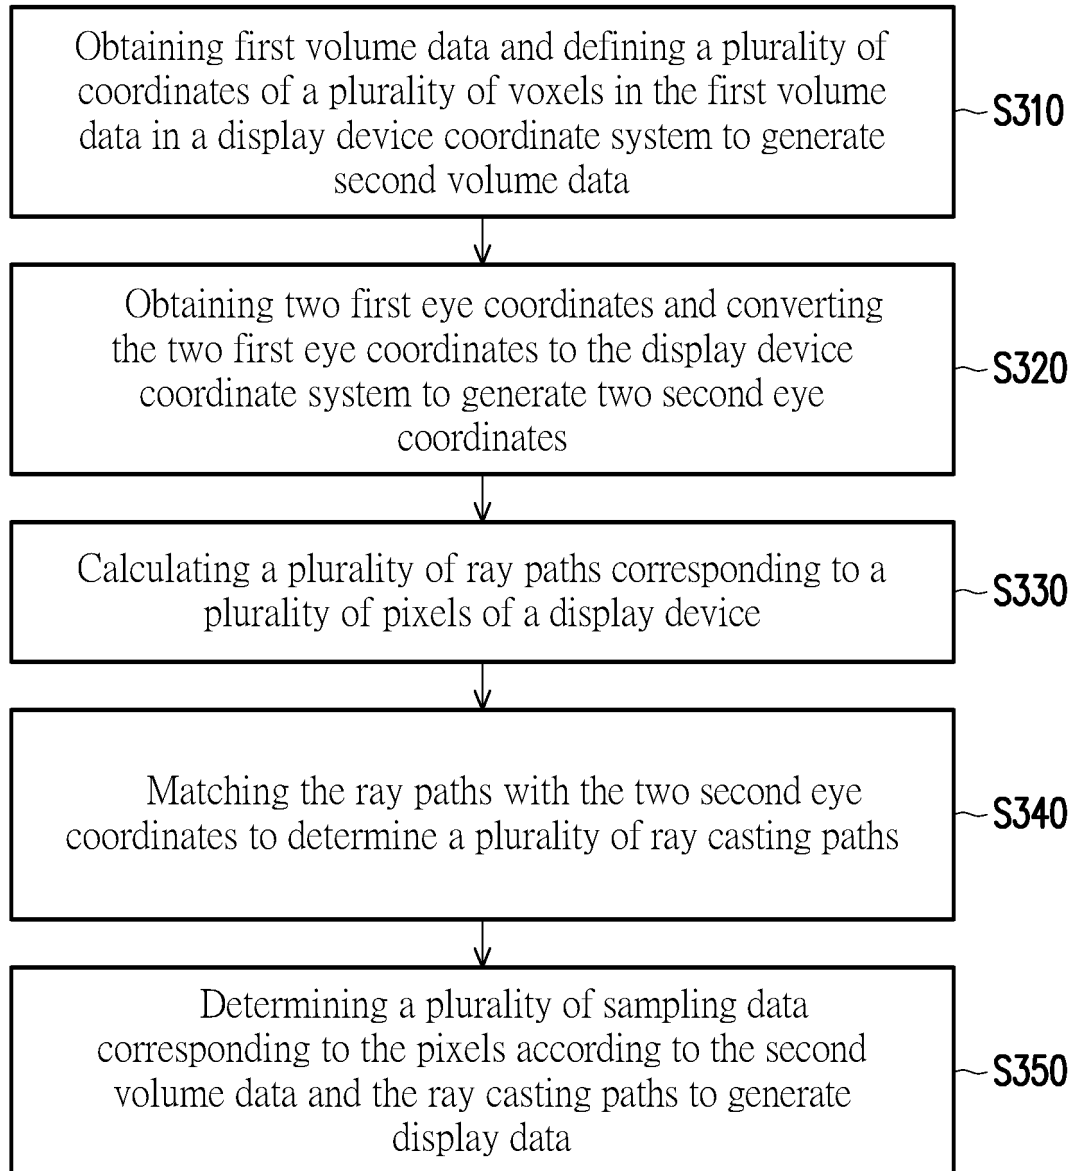 Obtaining first volume data and defining a plurality of
coordinates of a plurality of voxels in the first volume
data in a display device coordinate system to generate
second volume data
S310
Obtaining two first eye coordinates and converting
the two first eye coordinates to the display device
coordinate system to generate two second eye
coordinates
S320
Calculating a plurality of ray paths corresponding to a
plurality of pixels of a display device
S330
Matching the ray paths with the two second eye
coordinates to determine a plurality of ray casting paths
S340
Determining a plurality of sampling data
corresponding to the pixels according to the second
volume data and the ray casting paths to generate
display data
S350